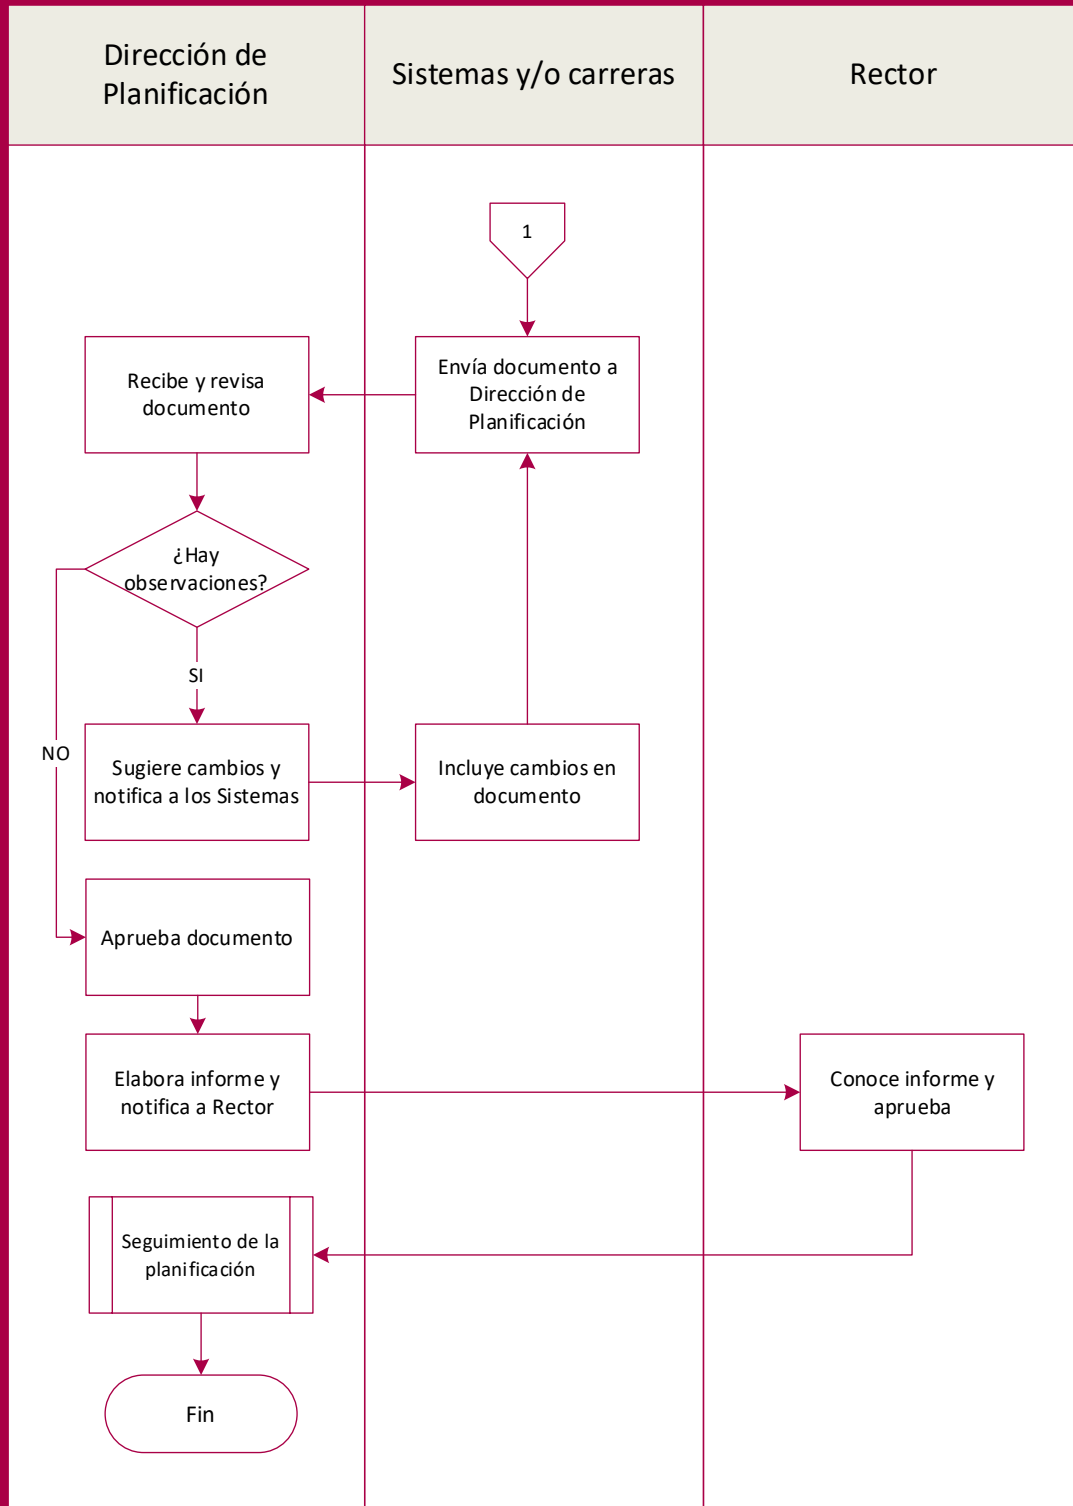 Dirección de
Planificación
Sistemas y/o carreras
Rector
1
Recibe y revisa
documento
Envía documento a
Dirección de
Planificación
¿Hay
observaciones?
SI
NO
Sugiere cambios y
notifica a los Sistemas
Incluye cambios en
documento
Aprueba documento
Elabora informe y
notifica a Rector
Conoce informe y
aprueba
Seguimiento de la
planificación
Fin